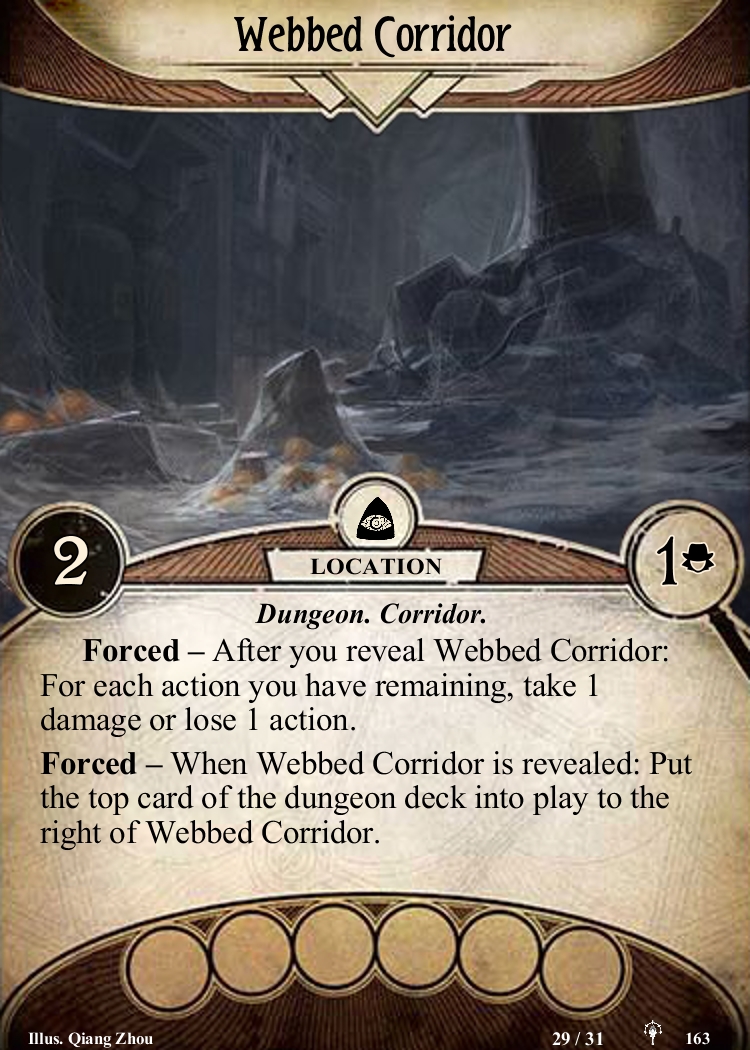 Webbed Corridor
2
LOCATION
1
Dungeon. Corridor.
Forced – After you reveal Webbed Corridor:
For each action you have remaining, take 1
damage or lose 1 action.
Forced – When Webbed Corridor is revealed: Put
the top card of the dungeon deck into play to the
right of Webbed Corridor.
Illus. Qiang Zhou 29 / 31 163